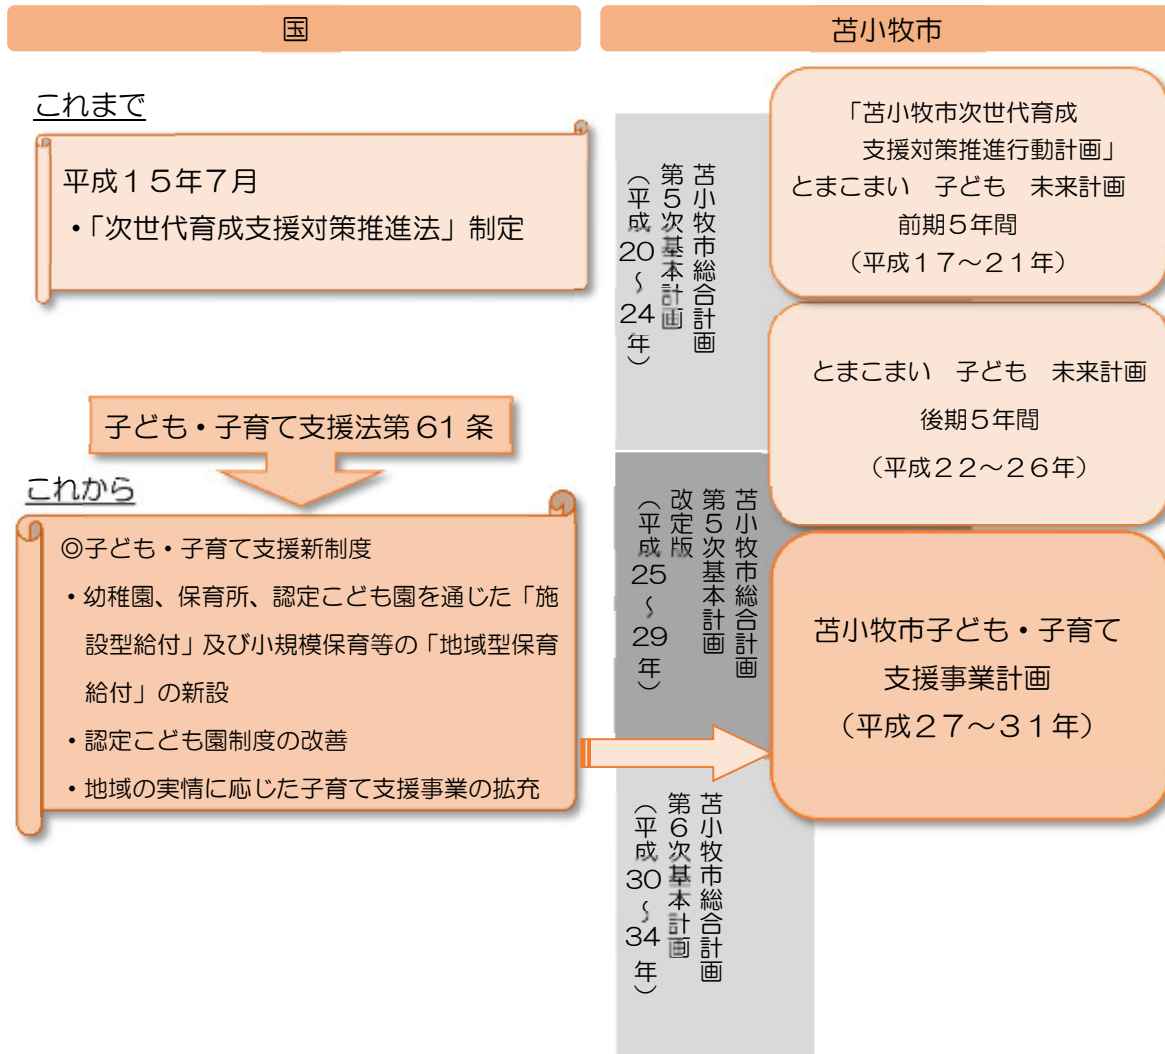 国
これまで
平成15年7月
・「次世代育成支援対策推進法」制定
子ども・子育て支援法第61条
これから
◎子ども・子育て支援新制度
・幼稚園、保育所、認定こども園を通じた「施
設型給付」及び小規模保育等の「地域型保育
給付」の新設
・認定こども園制度の改善
・地域の実情に応じた子育て支援事業の拡充
苫小牧市
苫小牧市総合計画
第5次基本計画
（平成20～24年）
苫小牧市総合計画
第5次基本計画
改定版
（平成25～29年）
苫小牧市総合計画
第6次基本計画
（平成30～34年）
「苫小牧市次世代育成
支援対策推進行動計画」
とまこまい　子ども　未来計画
前期5年間
（平成17～21年）
とまこまい　子ども　未来計画
後期5年間
（平成22～26年）
苫小牧市子ども・子育て
支援事業計画
（平成27～31年）